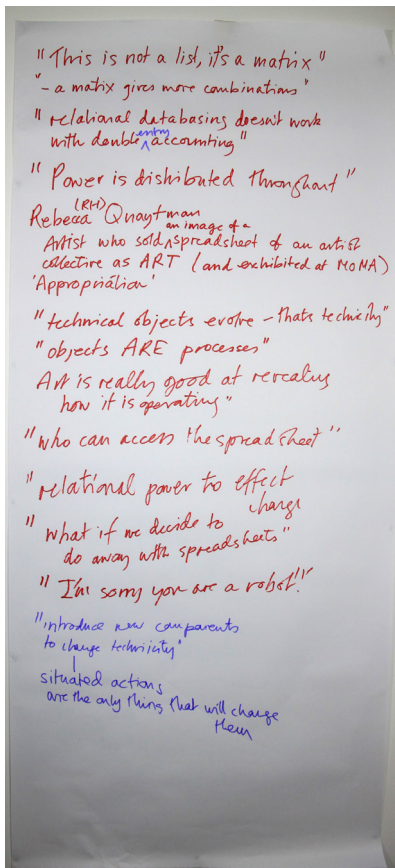 "This is not a list, it's a matrix"
"- a matrix gives more combinations"
"relational databasing doesn't work
with double entry accounting"
"Power is distributed throughout"
Rebecca (RH) Quaytman
Artist who sold an image of a spreadsheet of an artist
collective as ART (and exhibited at MoNA)
'Appropriation'
"technical objects evolve - thats technicity"
"objects ARE processes"
Art is really good at revealing
how it is operating"
"who can access the spreadsheet"
"relational power to effect
change
"what if we decide to
do away with spreadsheets"
"I'm sorry you are a robot!"
"introduce new components
to change technicity"
situated actions
are the only thing that will change
them